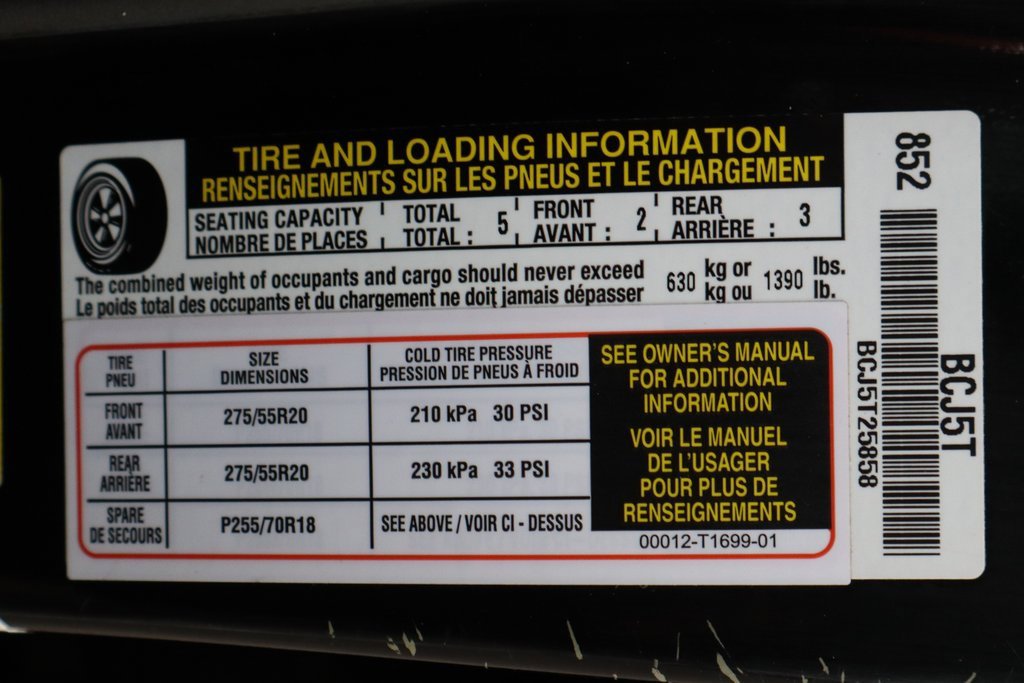 TIRE AND LOADING INFORMATION
RENSEIGNEMENTS SUR LES PNEUS ET LE CHARGEMENT
SEATING CAPACITY TOTAL 5 FRONT 2 REAR 3
NOMBRE DE PLACES TOTAL : AVANT : ARRIÈRE :
The combined weight of occupants and cargo should never exceed 630 kg or 1390 lbs.
Le poids total des occupants et du chargement ne doit jamais dépasser kg ou lb.
TIRE SIZE COLD TIRE PRESSURE
PNEU DIMENSIONS PRESSION DE PNEUS À FROID
FRONT
AVANT 275/55R20 210 kPa 30 PSI
REAR
ARRIÈRE 275/55R20 230 kPa 33 PSI
SPARE
DE SECOURS P255/70R18 SEE ABOVE / VOIR CI - DESSUS
SEE OWNER'S MANUAL
FOR ADDITIONAL
INFORMATION
VOIR LE MANUEL
DE L'USAGER
POUR PLUS DE
RENSEIGNEMENTS
00012-T1699-01
852
BCJ5T
BCJ5T25858